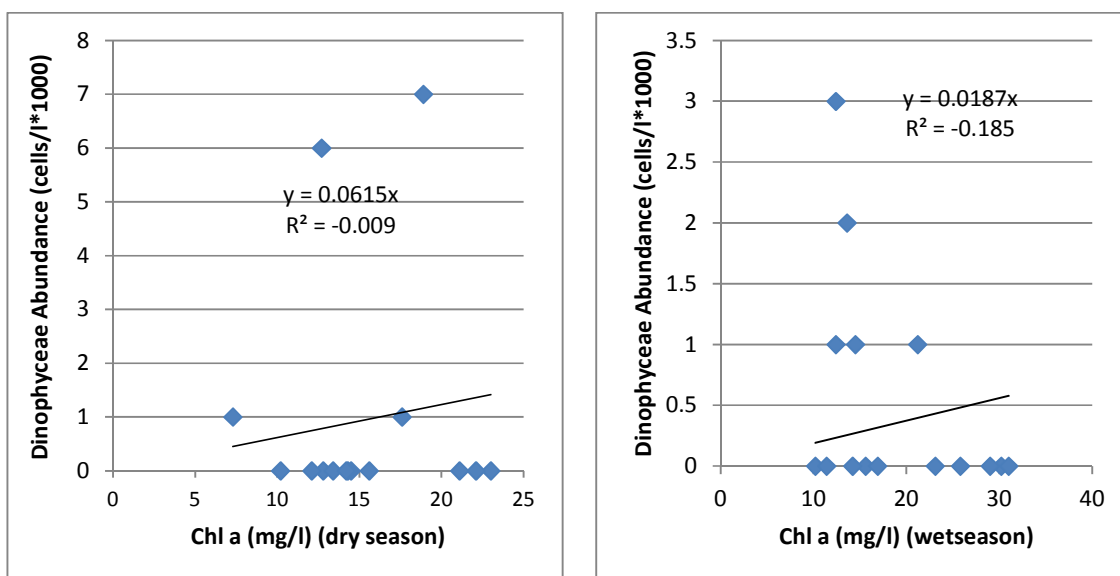 8
7
6
5
4
3
2
1
0
Dinophyceae Abundance (cells/l*1000)
y = 0.0615x
R² = -0.009
0 5 10 15 20 25
Chl a (mg/l) (dry season)
3.5
3
2.5
2
1.5
1
0.5
0
Dinophyceae Abundance (cells/l*1000)
y = 0.0187x
R² = -0.185
0 10 20 30 40
Chl a (mg/l) (wetseason)